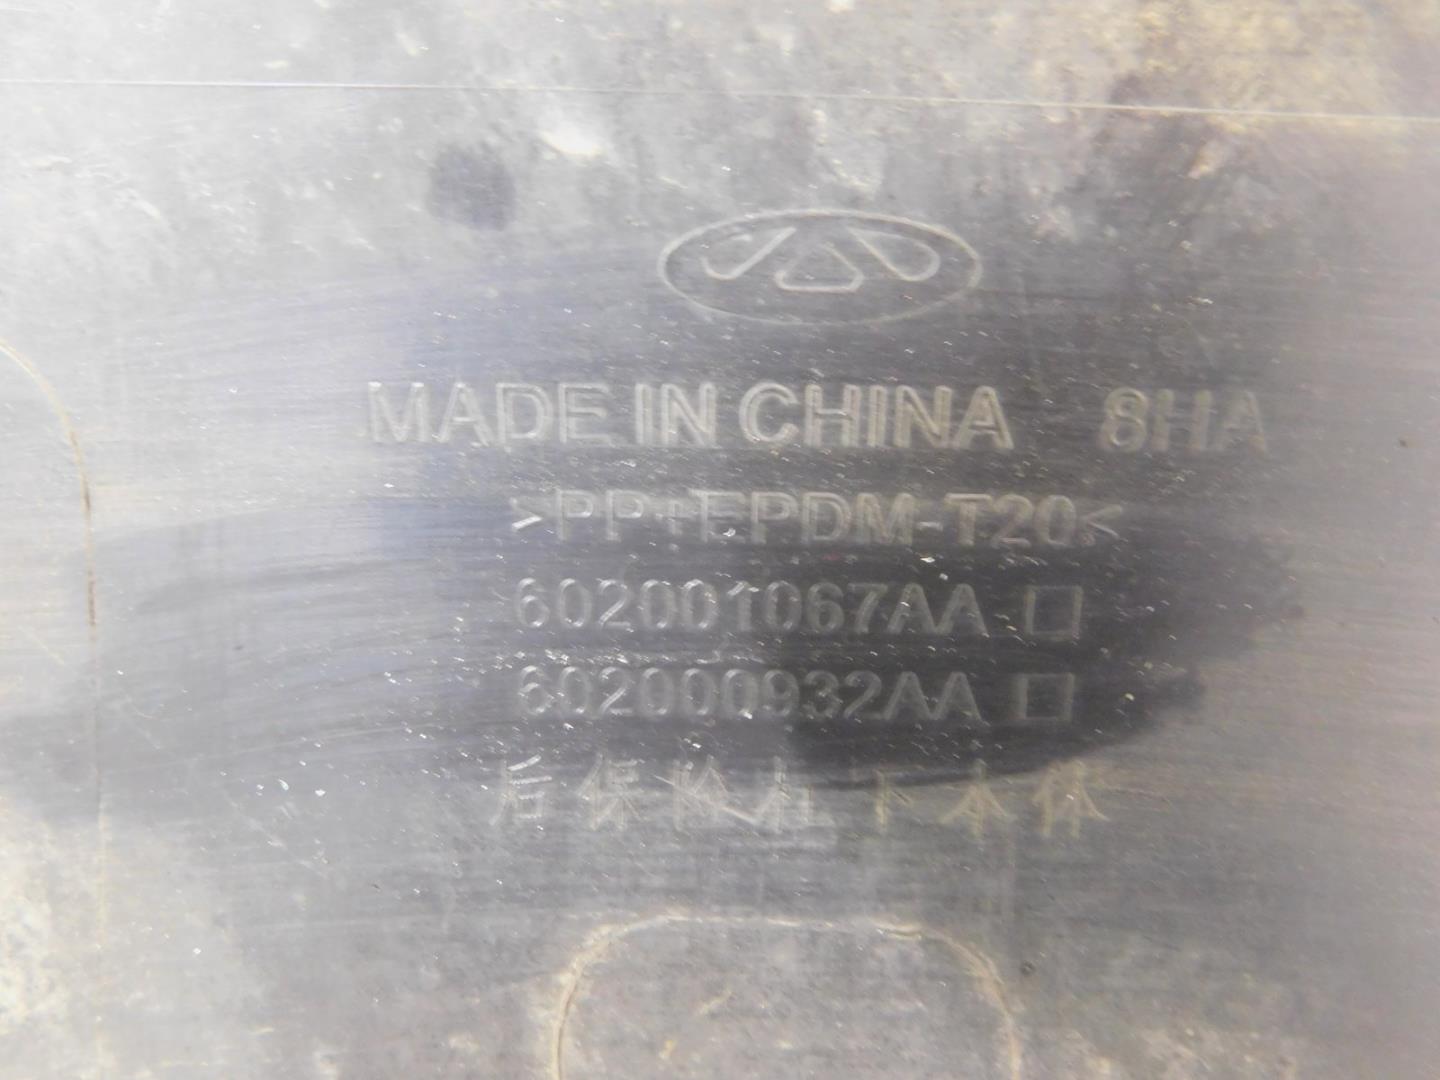 MADE IN CHINA 8HA
>PP+EPDM-T20<
602001067AA □
602000932AA □
后保险杠下本体